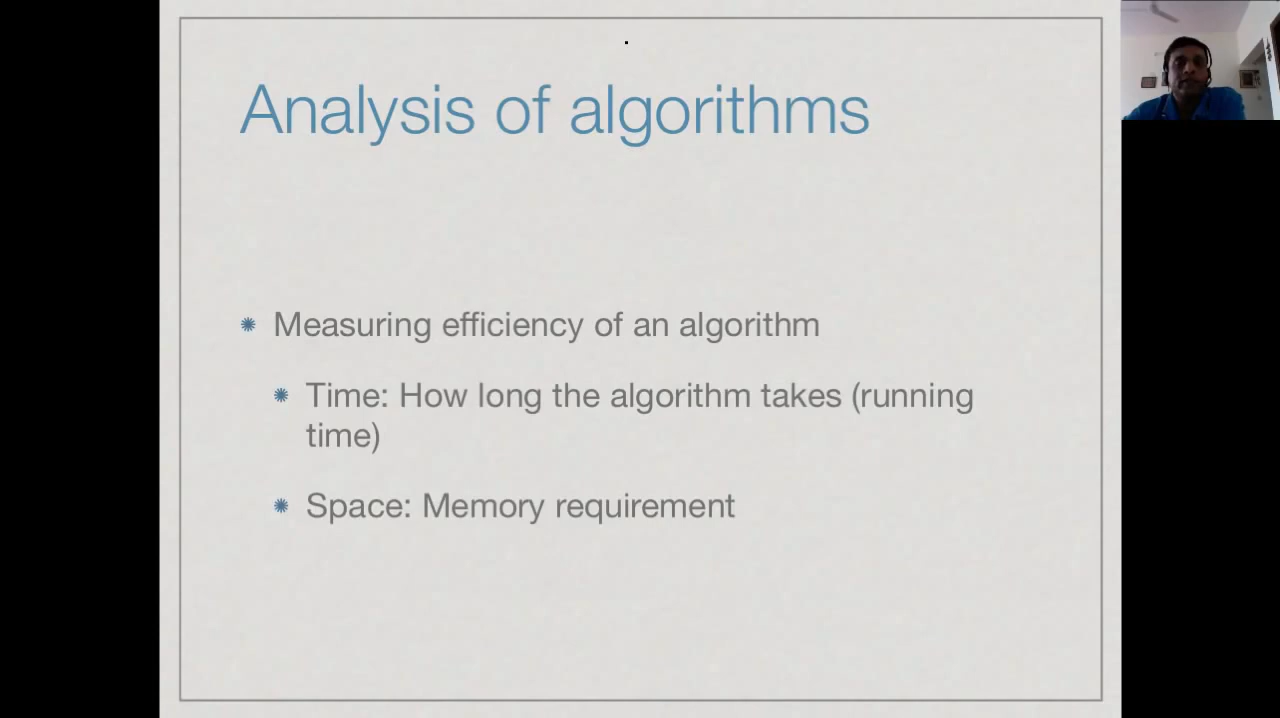 Analysis of algorithms
Measuring efficiency of an algorithm
Time: How long the algorithm takes (running
time)
Space: Memory requirement